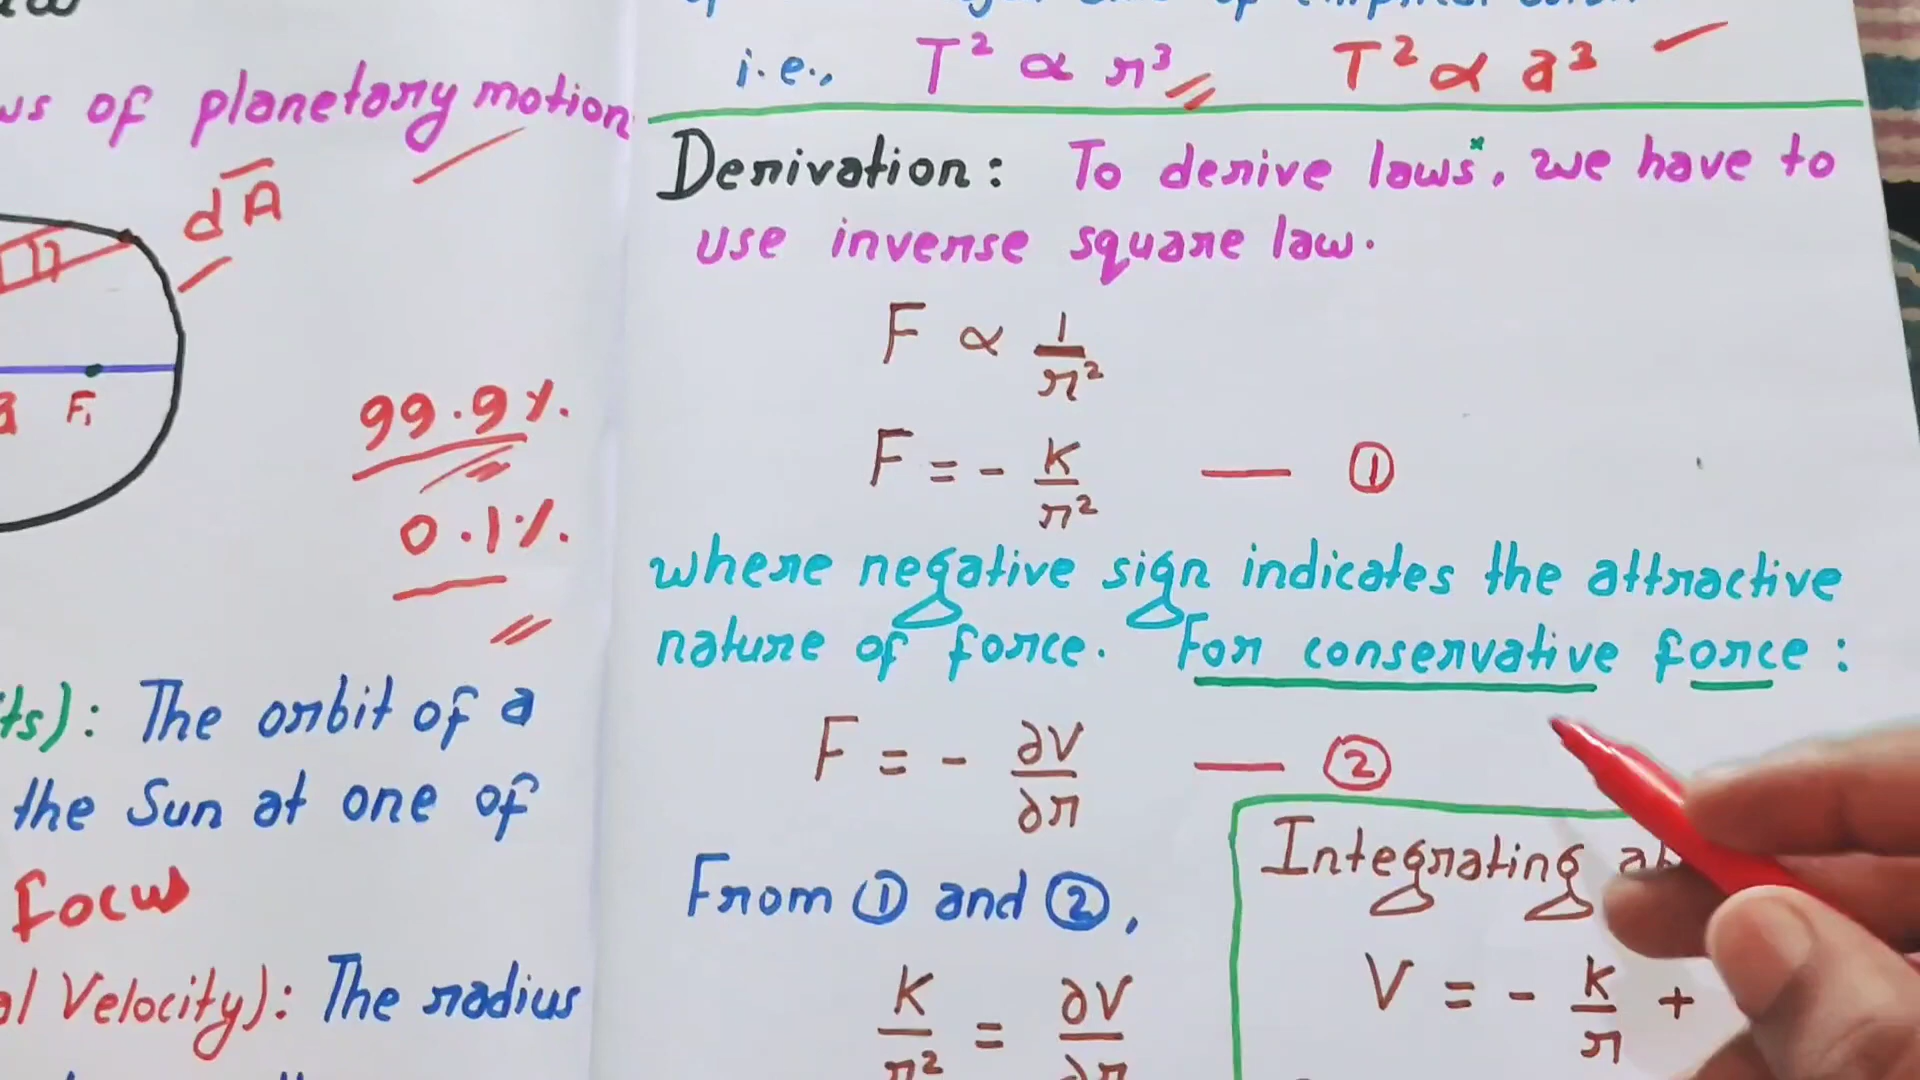 of planetary motion
dA
F₁
99.9%.
0.1%.
: The orbit of a
the Sun at one of
Focus
Velocity): The radius
i.e., T² ∝ r³ T² ∝ a³
Derivation: To derive laws, we have to
use inverse square law.
F ∝ 1/r²
F = - K/r² — ①
where negative sign indicates the attractive
nature of force. For conservative force:
F = - ∂V/∂r — ②
From ① and ②,
K/r² = ∂V/∂r
Integrating
V = - K/r +